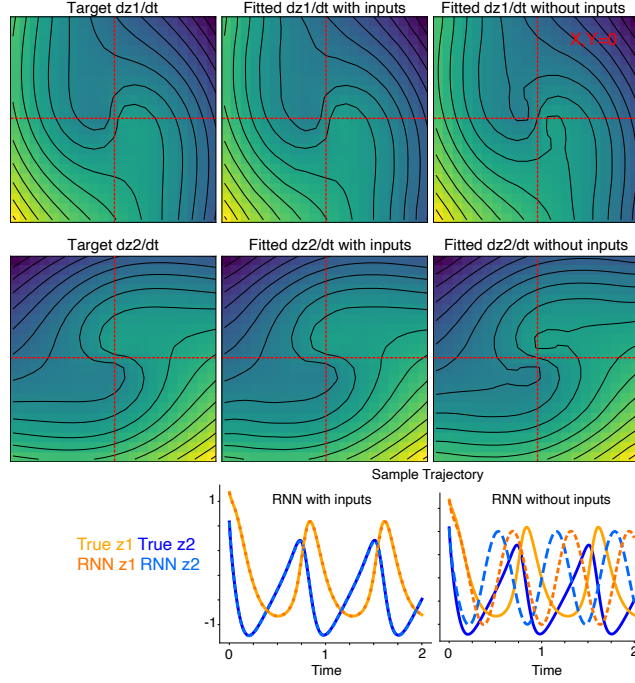 Target dz1/dt
Fitted dz1/dt with inputs
Fitted dz1/dt without inputs
X,Y=0
Target dz2/dt
Fitted dz2/dt with inputs
Fitted dz2/dt without inputs
Sample Trajectory
RNN with inputs
RNN without inputs
True z1 True z2
RNN z1 RNN z2
1
-1
0
1
2
Time
0
1
2
Time